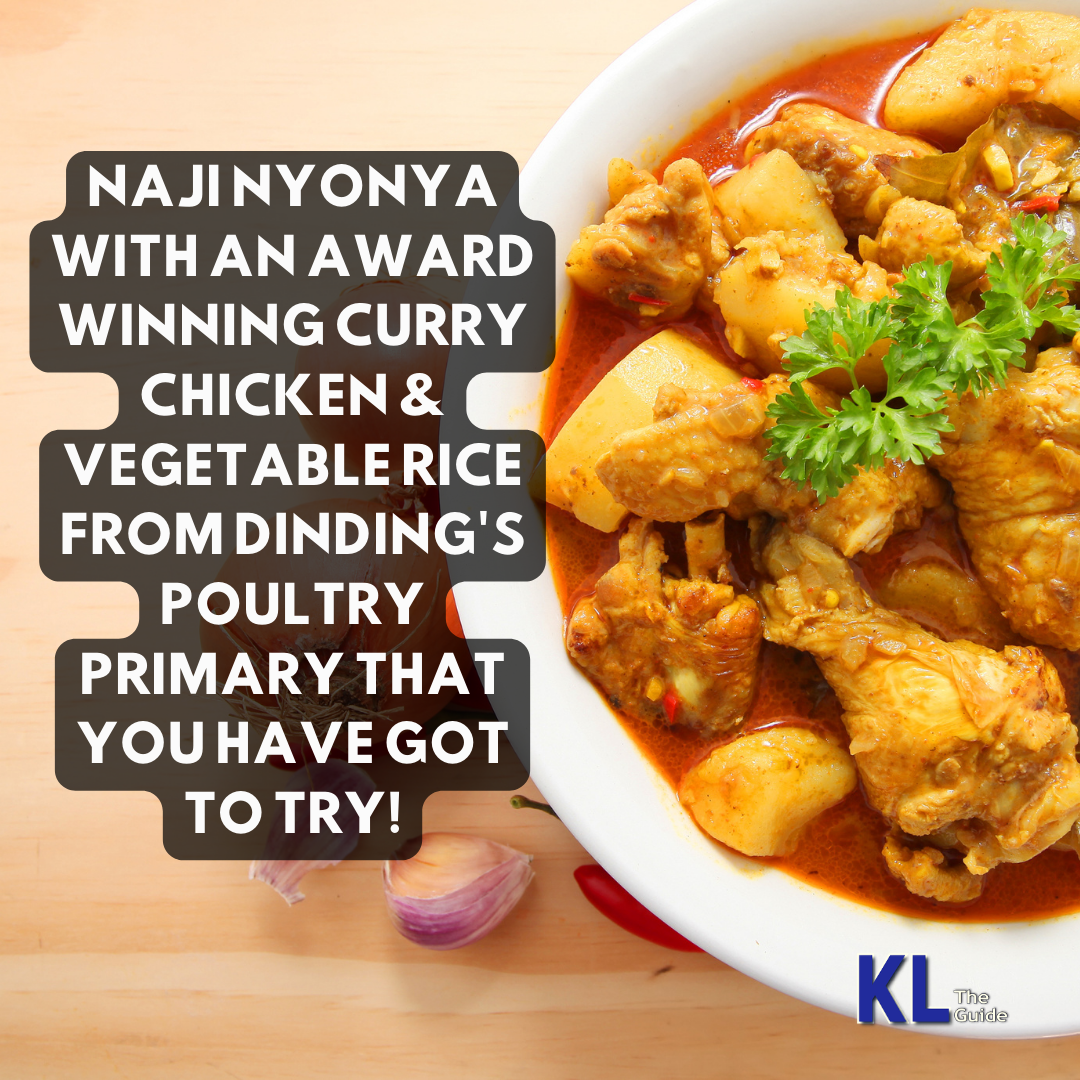 NAJI NYONYA
WITH AN AWARD
WINNING CURRY
CHICKEN &
VEGETABLE RICE
FROM DINDING'S
POULTRY
PRIMARY THAT
YOU HAVE GOT
TO TRY!
KL
The
Guide